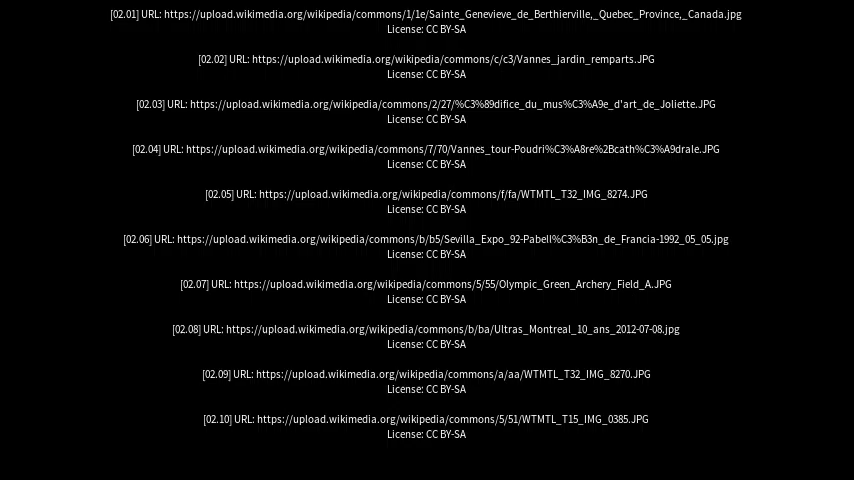 [02.01] URL: https://upload.wikimedia.org/wikipedia/commons/1/1e/Sainte_Genevieve_de_Berthierville,_Quebec_Province,_Canada.jpg
License: CC BY-SA
[02.02] URL: https://upload.wikimedia.org/wikipedia/commons/c/c3/Vannes_jardin_remparts.JPG
License: CC BY-SA
[02.03] URL: https://upload.wikimedia.org/wikipedia/commons/2/27/%C3%89difice_du_mus%C3%A9e_d'art_de_Joliette.JPG
License: CC BY-SA
[02.04] URL: https://upload.wikimedia.org/wikipedia/commons/7/70/Vannes_tour-Poudri%C3%A8re%2Bcath%C3%A9drale.JPG
License: CC BY-SA
[02.05] URL: https://upload.wikimedia.org/wikipedia/commons/f/fa/WTMTL_T32_IMG_8274.JPG
License: CC BY-SA
[02.06] URL: https://upload.wikimedia.org/wikipedia/commons/b/b5/Sevilla_Expo_92-Pabell%C3%B3n_de_Francia-1992_05_05.jpg
License: CC BY-SA
[02.07] URL: https://upload.wikimedia.org/wikipedia/commons/5/55/Olympic_Green_Archery_Field_A.JPG
License: CC BY-SA
[02.08] URL: https://upload.wikimedia.org/wikipedia/commons/b/ba/Ultras_Montreal_10_ans_2012-07-08.jpg
License: CC BY-SA
[02.09] URL: https://upload.wikimedia.org/wikipedia/commons/a/aa/WTMTL_T32_IMG_8270.JPG
License: CC BY-SA
[02.10] URL: https://upload.wikimedia.org/wikipedia/commons/5/51/WTMTL_T15_IMG_0385.JPG
License: CC BY-SA